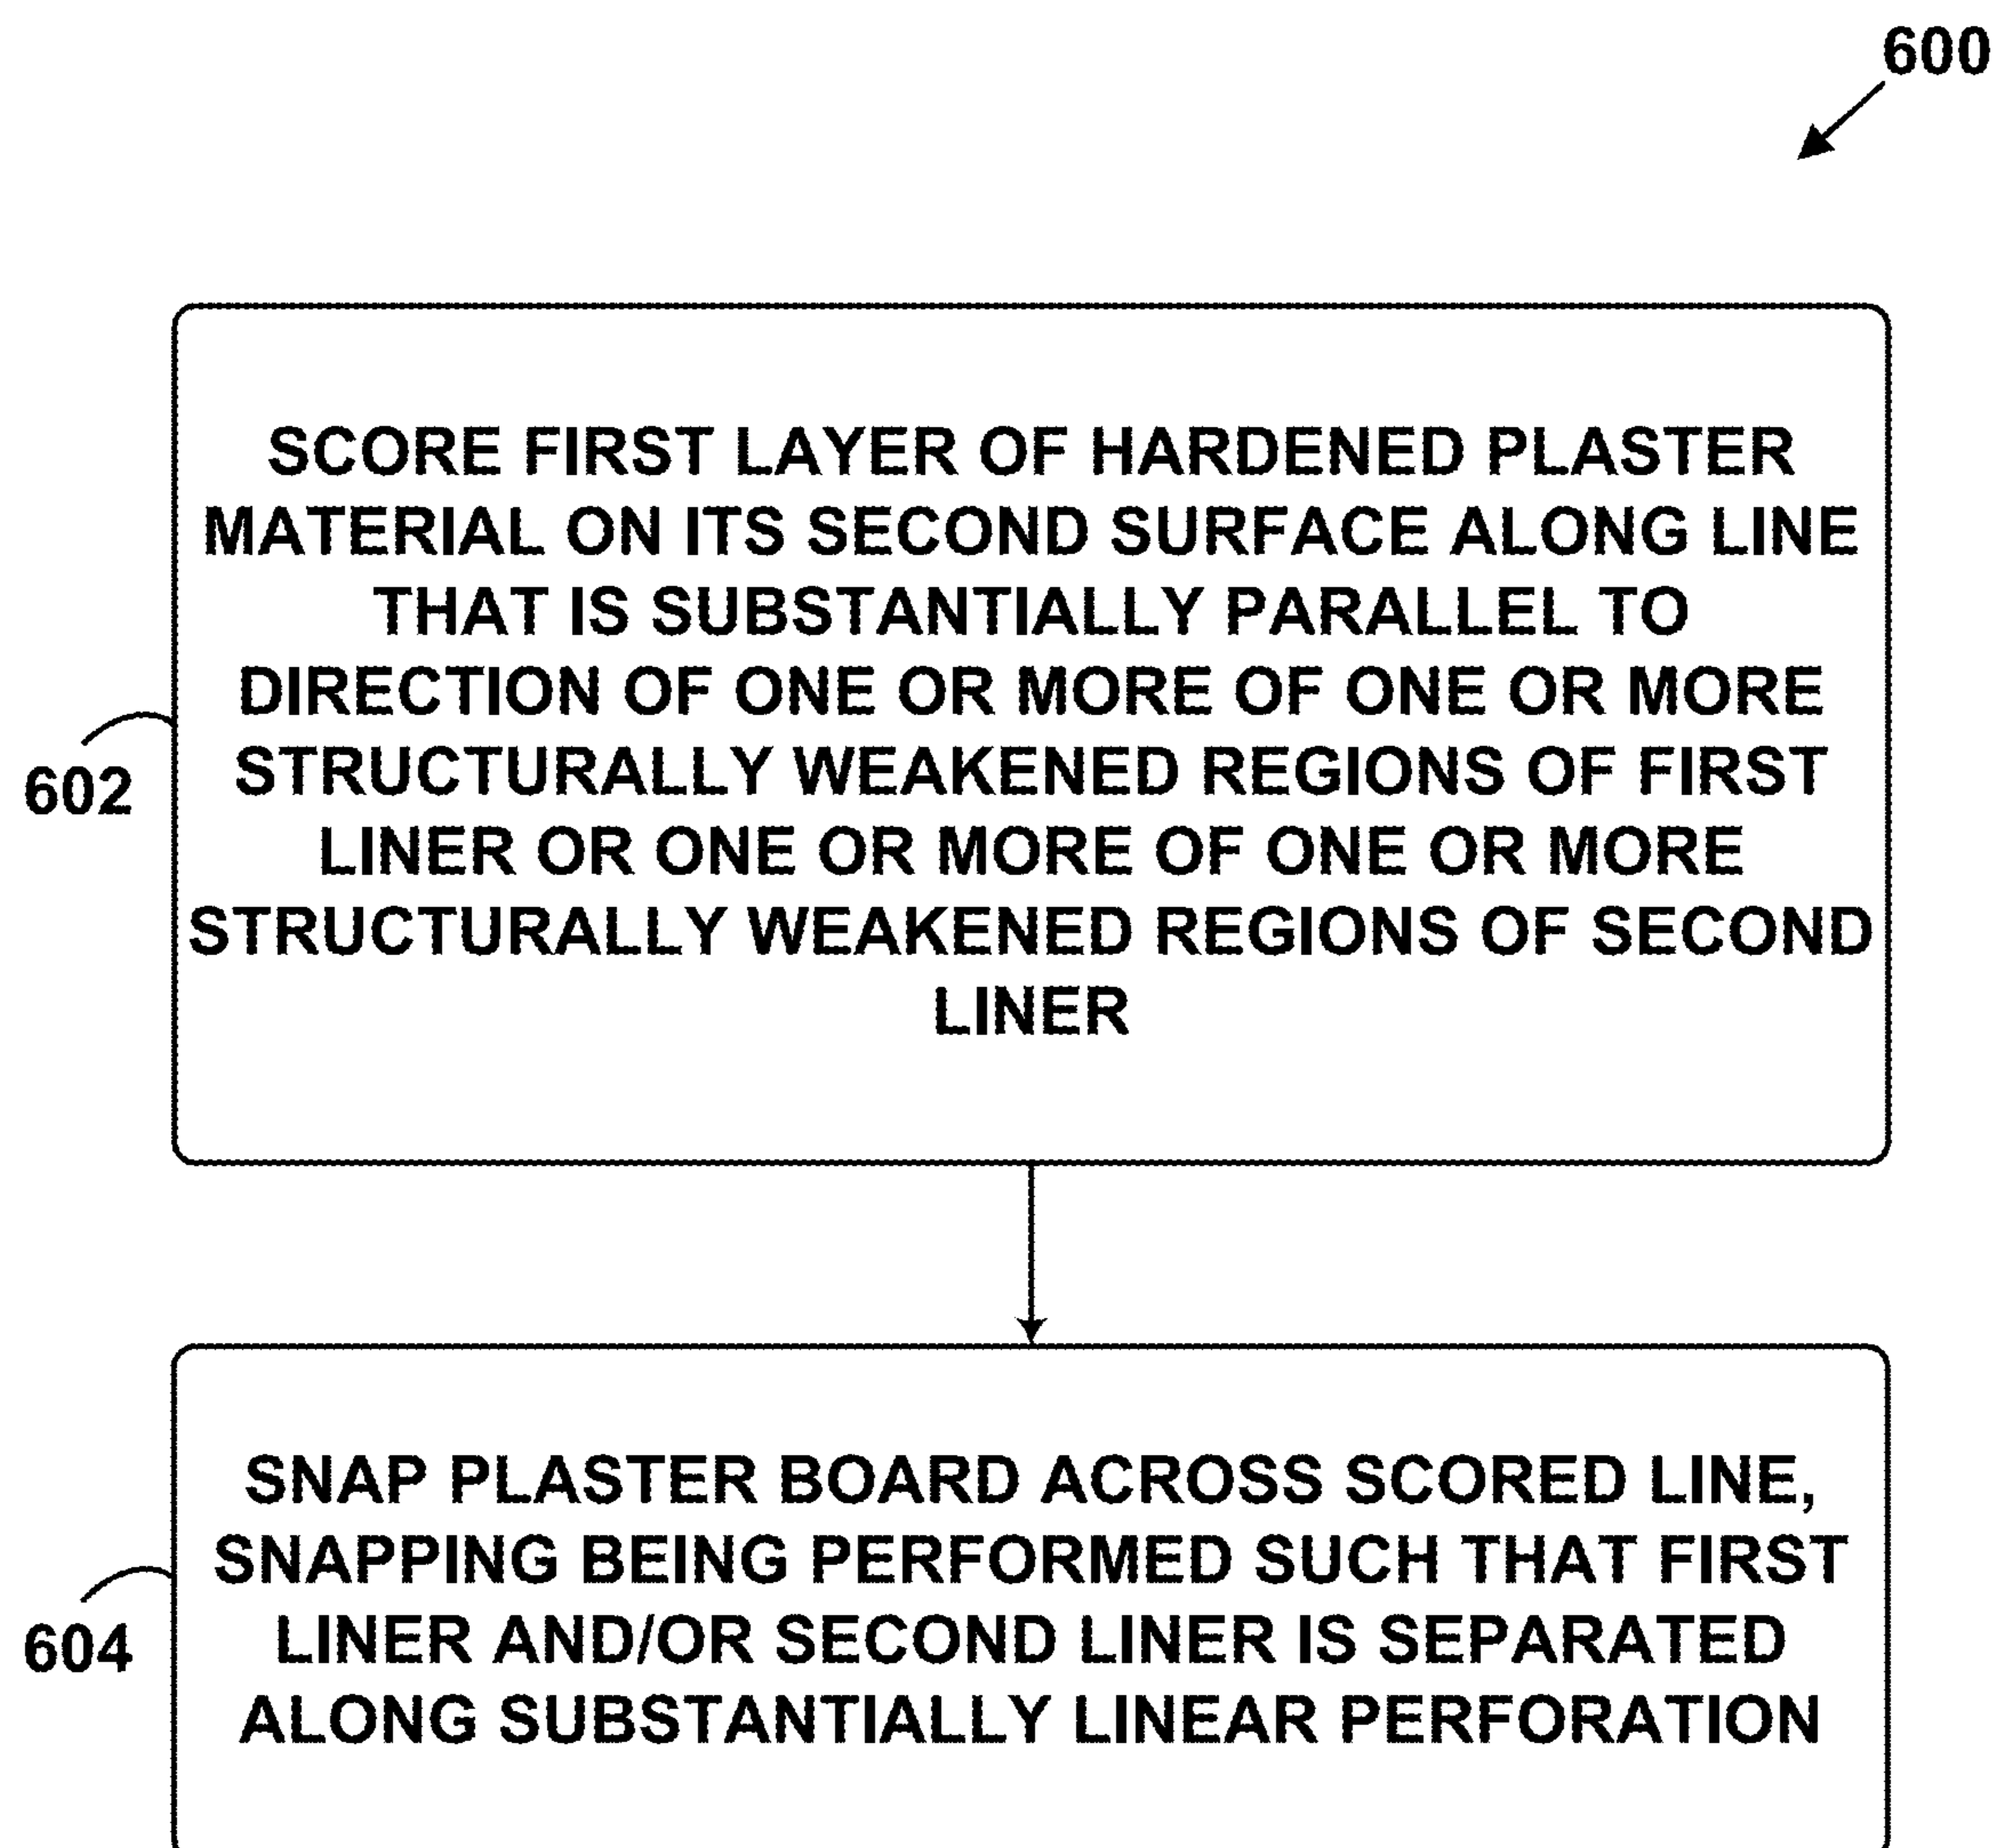 600
SCORE FIRST LAYER OF HARDENED PLASTER
MATERIAL ON ITS SECOND SURFACE ALONG LINE
THAT IS SUBSTANTIALLY PARALLEL TO
DIRECTION OF ONE OR MORE OF ONE OR MORE
STRUCTURALLY WEAKENED REGIONS OF FIRST
LINER OR ONE OR MORE OF ONE OR MORE
STRUCTURALLY WEAKENED REGIONS OF SECOND
LINER
602
SNAP PLASTER BOARD ACROSS SCORED LINE,
SNAPPING BEING PERFORMED SUCH THAT FIRST
LINER AND/OR SECOND LINER IS SEPARATED
ALONG SUBSTANTIALLY LINEAR PERFORATION
604